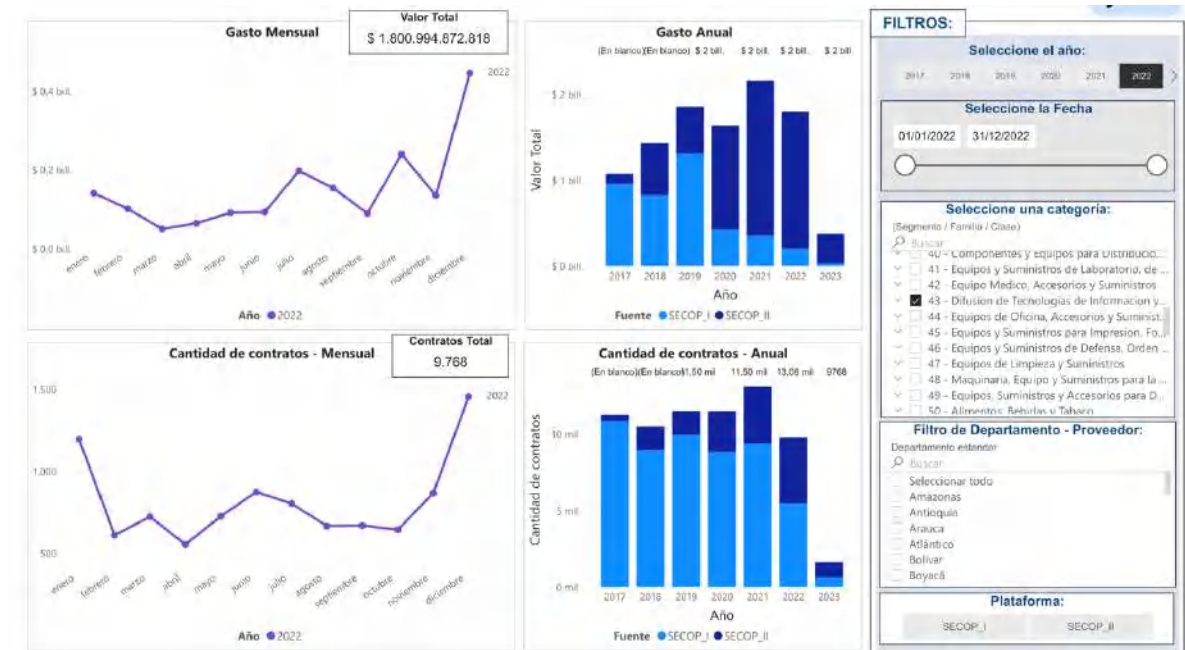 Gasto Mensual
Valor Total
$ 1.800.994.872.818
2022
$ 0,4 bill.
$ 0,2 bill.
$ 0,0 bill.
enero
febrero
marzo
abril
mayo
junio
julio
agosto
septiembre
octubre
noviembre
diciembre
Año 2022
Gasto Anual
(En blanco)(En blanco) $ 2 bill. $ 2 bill. $ 2 bill. $ 2 bill.
Valor Total
$ 2 bill.
$ 1 bill.
$ 0 bill.
2017 2018 2019 2020 2021 2022 2023
Año
Fuente SECOP_I SECOP_II
Cantidad de contratos - Mensual
Contratos Total
9.768
2022
1.500
1.000
500
enero
febrero
marzo
abril
mayo
junio
julio
agosto
septiembre
octubre
noviembre
diciembre
Año 2022
Cantidad de contratos - Anual
(En blanco)(En blanco)11,50 mil 11,50 mil 13,06 mil 9768
Cantidad de contratos
10 mil
5 mil
0 mil
2017 2018 2019 2020 2021 2022 2023
Año
Fuente SECOP_I SECOP_II
FILTROS:
Seleccione el año:
2017 2018 2019 2020 2021 2022
Seleccione la Fecha
01/01/2022 31/12/2022
Seleccione una categoría:
(Segmento / Familia / Clase)
Buscar
40 - Componentes y Equipos para Distribucio...
41 - Equipos y Suministros de Laboratorio, de ...
42 - Equipo Medico, Accesorios y Suministros
43 - Difusion de Tecnologias de Informacion y...
44 - Equipos de Oficina, Accesorios y Suminist...
45 - Equipos y Suministros para Impresion, Fo...
46 - Equipos y Suministros de Defensa, Orden ...
47 - Equipos de Limpieza y Suministros
48 - Maquinaria, Equipo y Suministros para la ...
49 - Equipos, Suministros y Accesorios para D...
50 - Alimentos, Bebidas y Tabaco
Filtro de Departamento - Proveedor:
Departamento estandar
Buscar
Seleccionar todo
Amazonas
Antioquia
Arauca
Atlántico
Bolívar
Boyacá
Plataforma:
SECOP_I SECOP_II